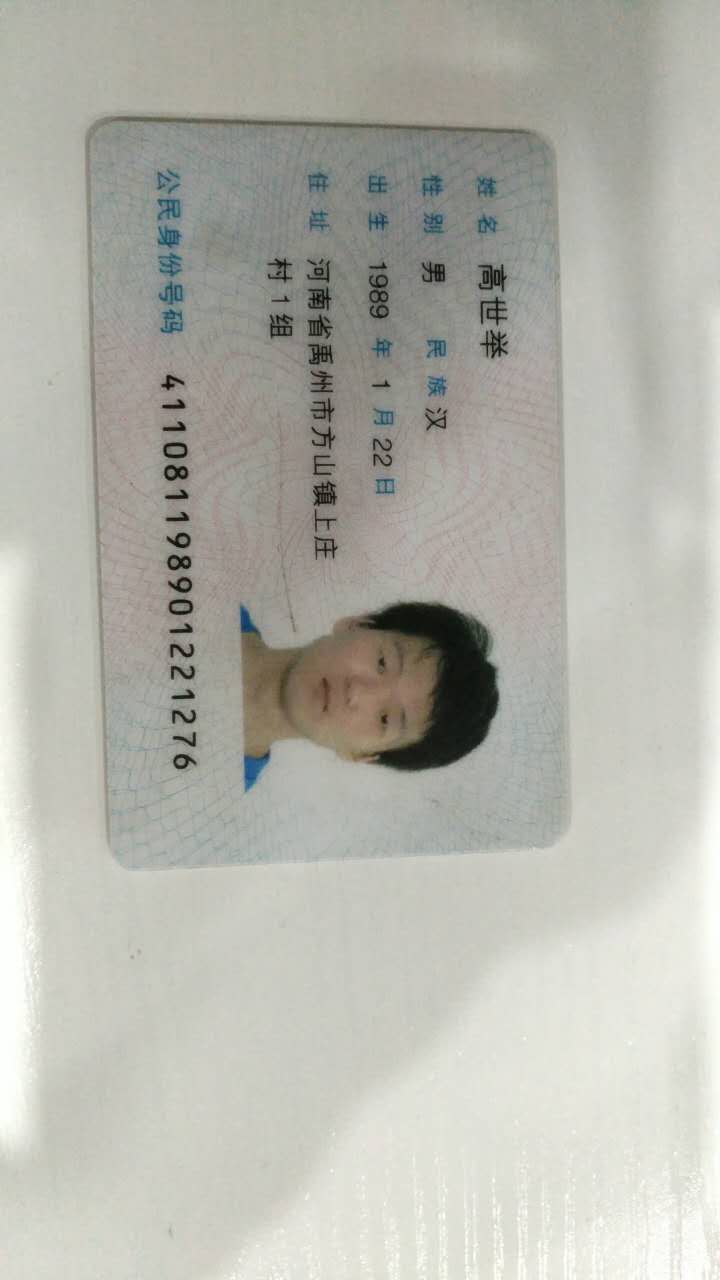 姓名 高世举
性别 男 民族 汉
出生 1989 年 1 月 22 日
住址 河南省禹州市方山镇上庄
村1组
公民身份号码 411081198901221276